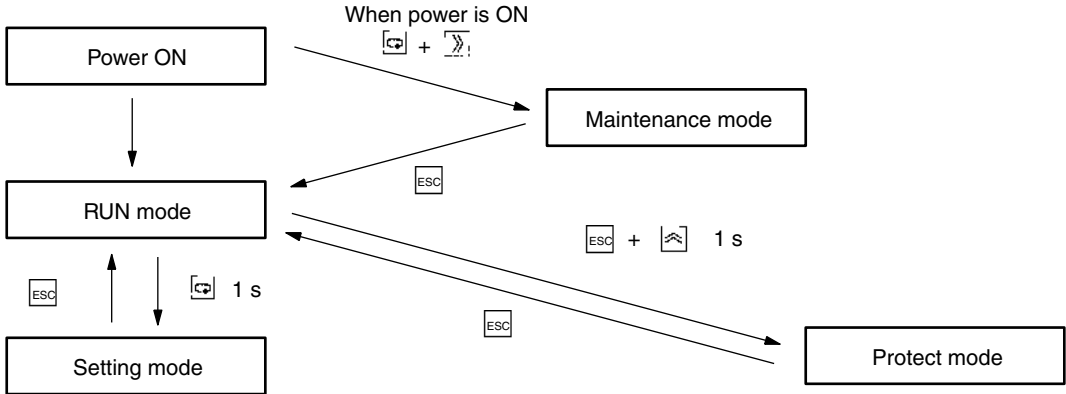 When power is ON
+
Power ON
Maintenance mode
ESC
RUN mode
ESC + 1 s
ESC
1 s
ESC
Setting mode
Protect mode